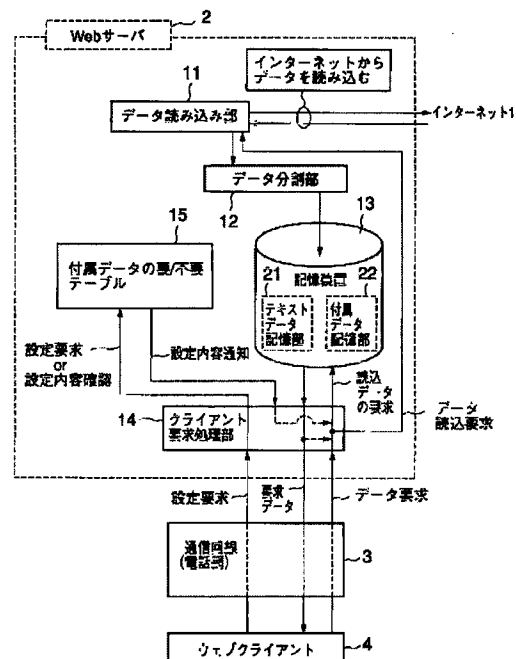 2
Webサーバ
11
インターネットから
データを読み込む
データ読み込み部
インターネット1
データ分割部
12
13
15
付属データの要/不要
テーブル
記憶装置
21
22
テキスト
データ
記憶部
付属
データ
記憶部
設定要求
or
設定内容確認
設定内容通知
読込
データ
の要求
データ
読込要求
14
クライアント
要求処理部
設定要求
要求
データ
データ要求
通信回線
(電話網)
3
ウェブクライアント
4